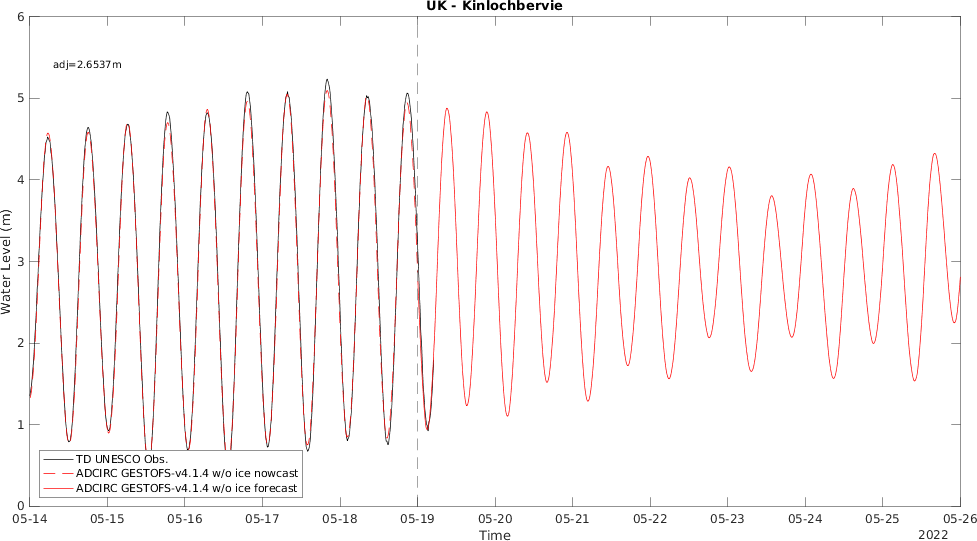 UK - Kinlochbervie
adj=2.6537m
Water Level (m)
6
5
4
3
2
1
0
TD UNESCO Obs.
ADCIRC GESTOFS-v4.1.4 w/o ice nowcast
ADCIRC GESTOFS-v4.1.4 w/o ice forecast
05-14 05-15 05-16 05-17 05-18 05-19 05-20 05-21 05-22 05-23 05-24 05-25 05-26
Time
2022